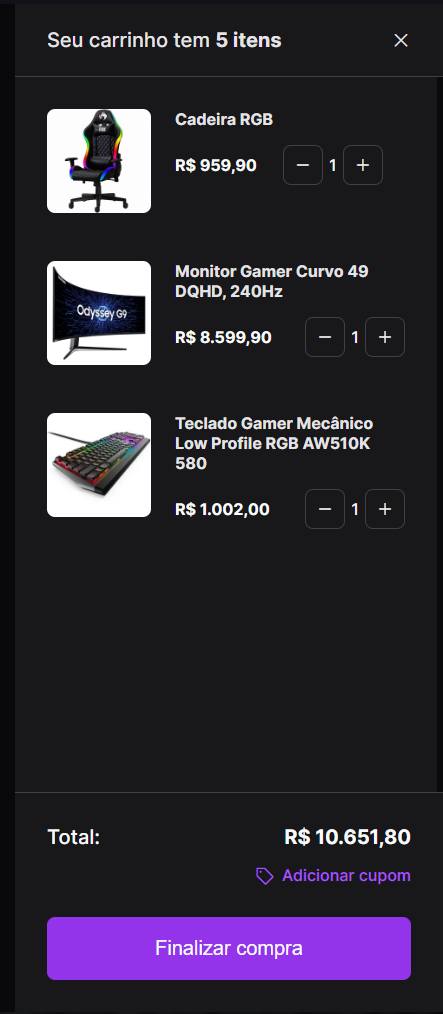 Seu carrinho tem 5 itens
Cadeira RGB
R$ 959,90
1
Odyssey G9
Monitor Gamer Curvo 49
DQHD, 240Hz
R$ 8.599,90
1
Teclado Gamer Mecânico
Low Profile RGB AW510K
580
R$ 1.002,00
1
Total:
R$ 10.651,80
Adicionar cupom
Finalizar compra